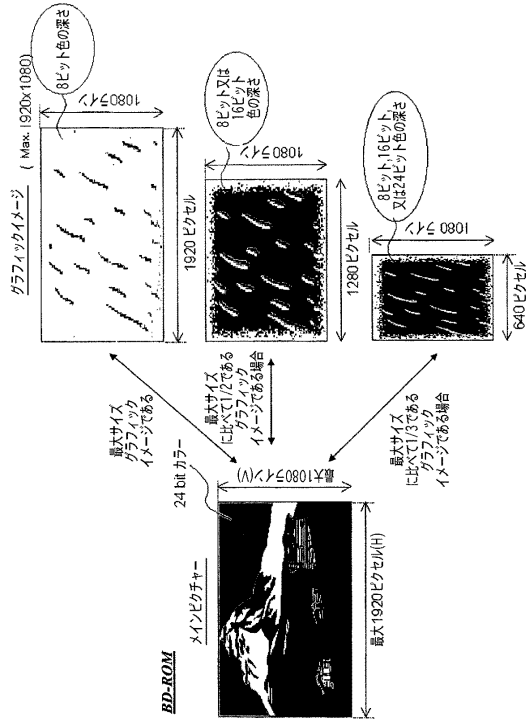 BD-ROM
メインピクチャー
24 bit カラー
最大1080ライン(V)
最大1920ピクセル(H)
最大サイズ
グラフィック
イメージである
最大サイズ
に比べて1/2である
グラフィック
イメージである場合
最大サイズ
に比べて1/3である
グラフィック
イメージである場合
グラフィックイメージ
( Max. 1920x1080)
8ビット色の深さ
1080ライン
1920ピクセル
8ビット又は
16ビット
色の深さ
1080ライン
1280ピクセル
8ビット,16ビット,
又は24ビット色の深さ
1080ライン
640ピクセル